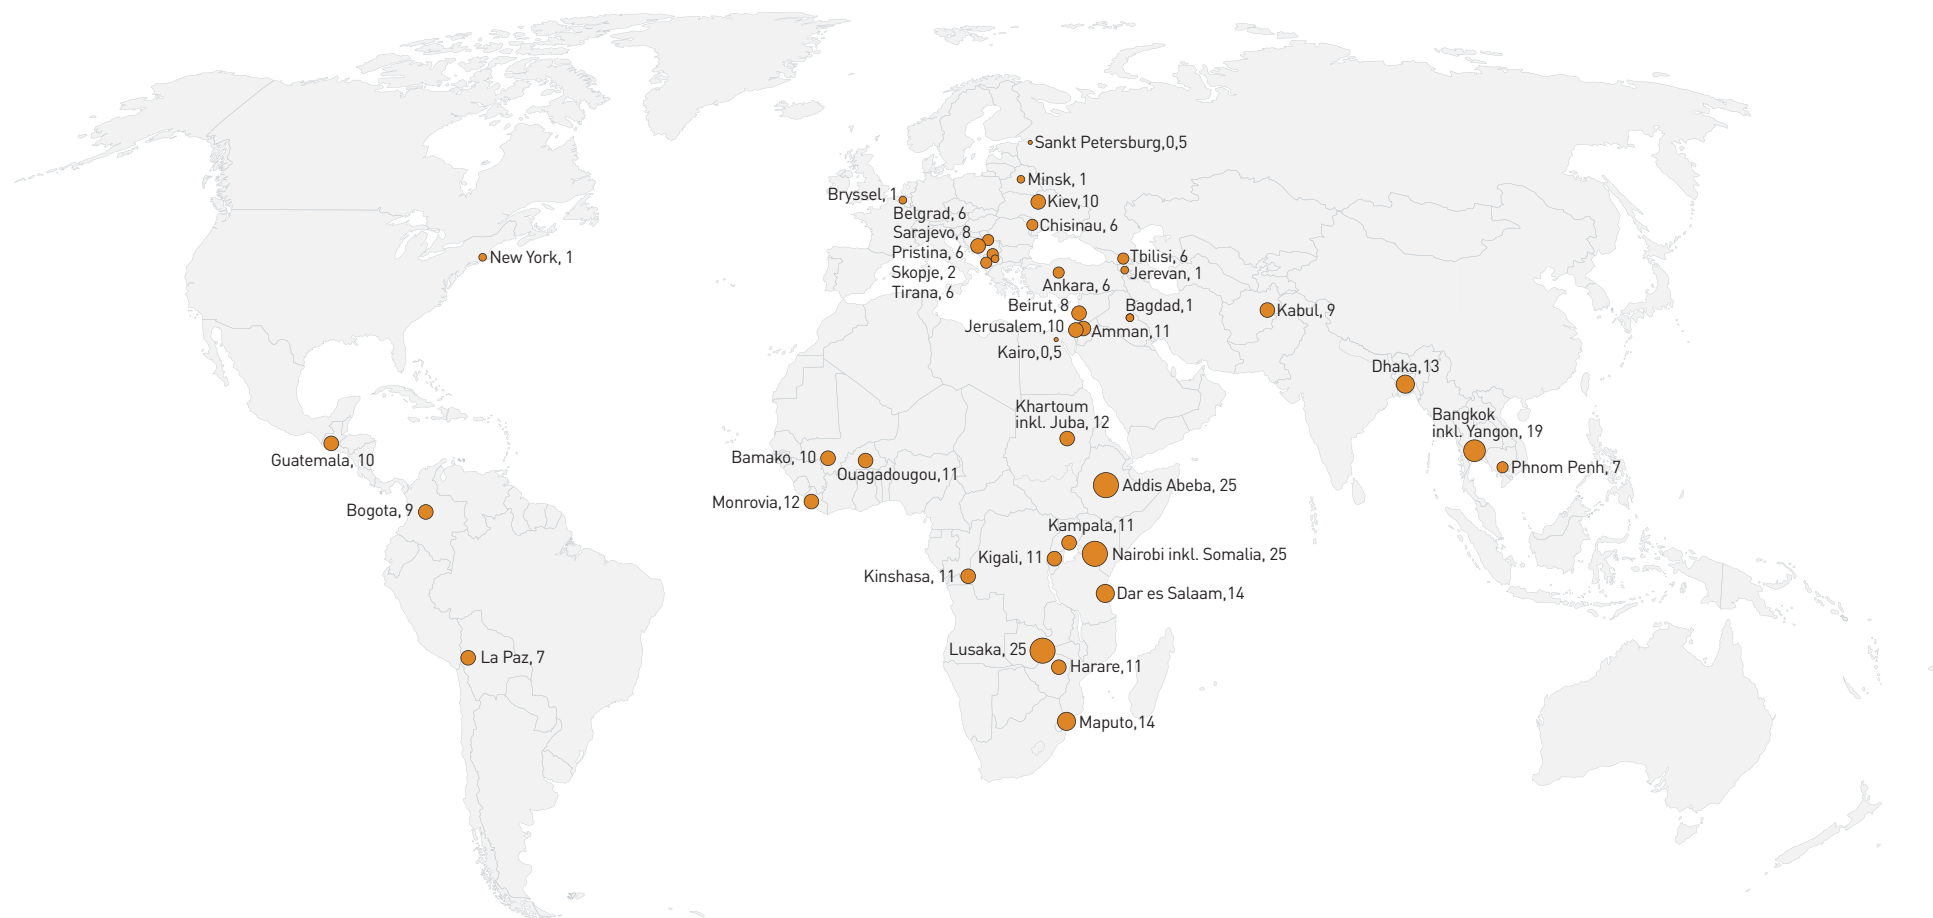 Sankt Petersburg,0,5
Minsk, 1
Bryssel, 1
Kiev,10
Belgrad, 6
Chisinau, 6
Sarajevo, 8
Pristina, 6
New York, 1
Tbilisi, 6
Skopje, 2
Jerevan, 1
Ankara, 6
Tirana, 6
Beirut, 8
Bagdad,1
Kabul, 9
Jerusalem,10
Amman,11
Kairo,0,5
Dhaka,13
Khartoum
inkl. Juba, 12
Bangkok
inkl. Yangon, 19
Guatemala, 10
Bamako, 10
Ouagadougou,11
Phnom Penh, 7
Addis Abeba, 25
Monrovia,12
Bogota, 9
Kampala,11
Kigali, 11
Nairobi inkl. Somalia, 25
Kinshasa, 11
Dar es Salaam,14
Lusaka, 25
La Paz, 7
Harare,11
Maputo,14